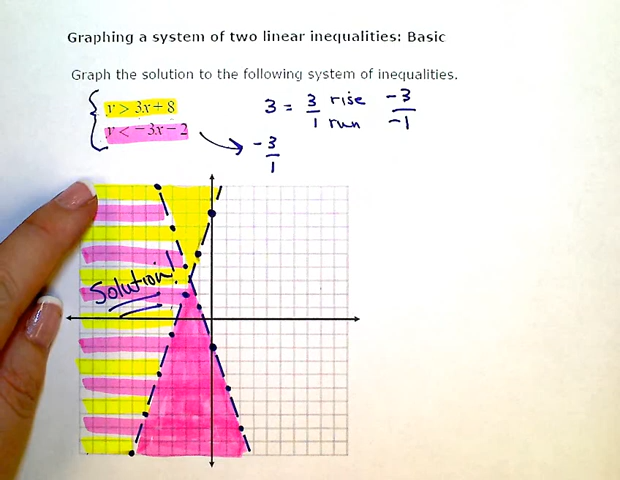 Graphing a system of two linear inequalities: Basic
Graph the solution to the following system of inequalities.
y > 3x + 8
y < −3x − 2
3 = 3/1 rise run -3/-1
-3/1
Solution!